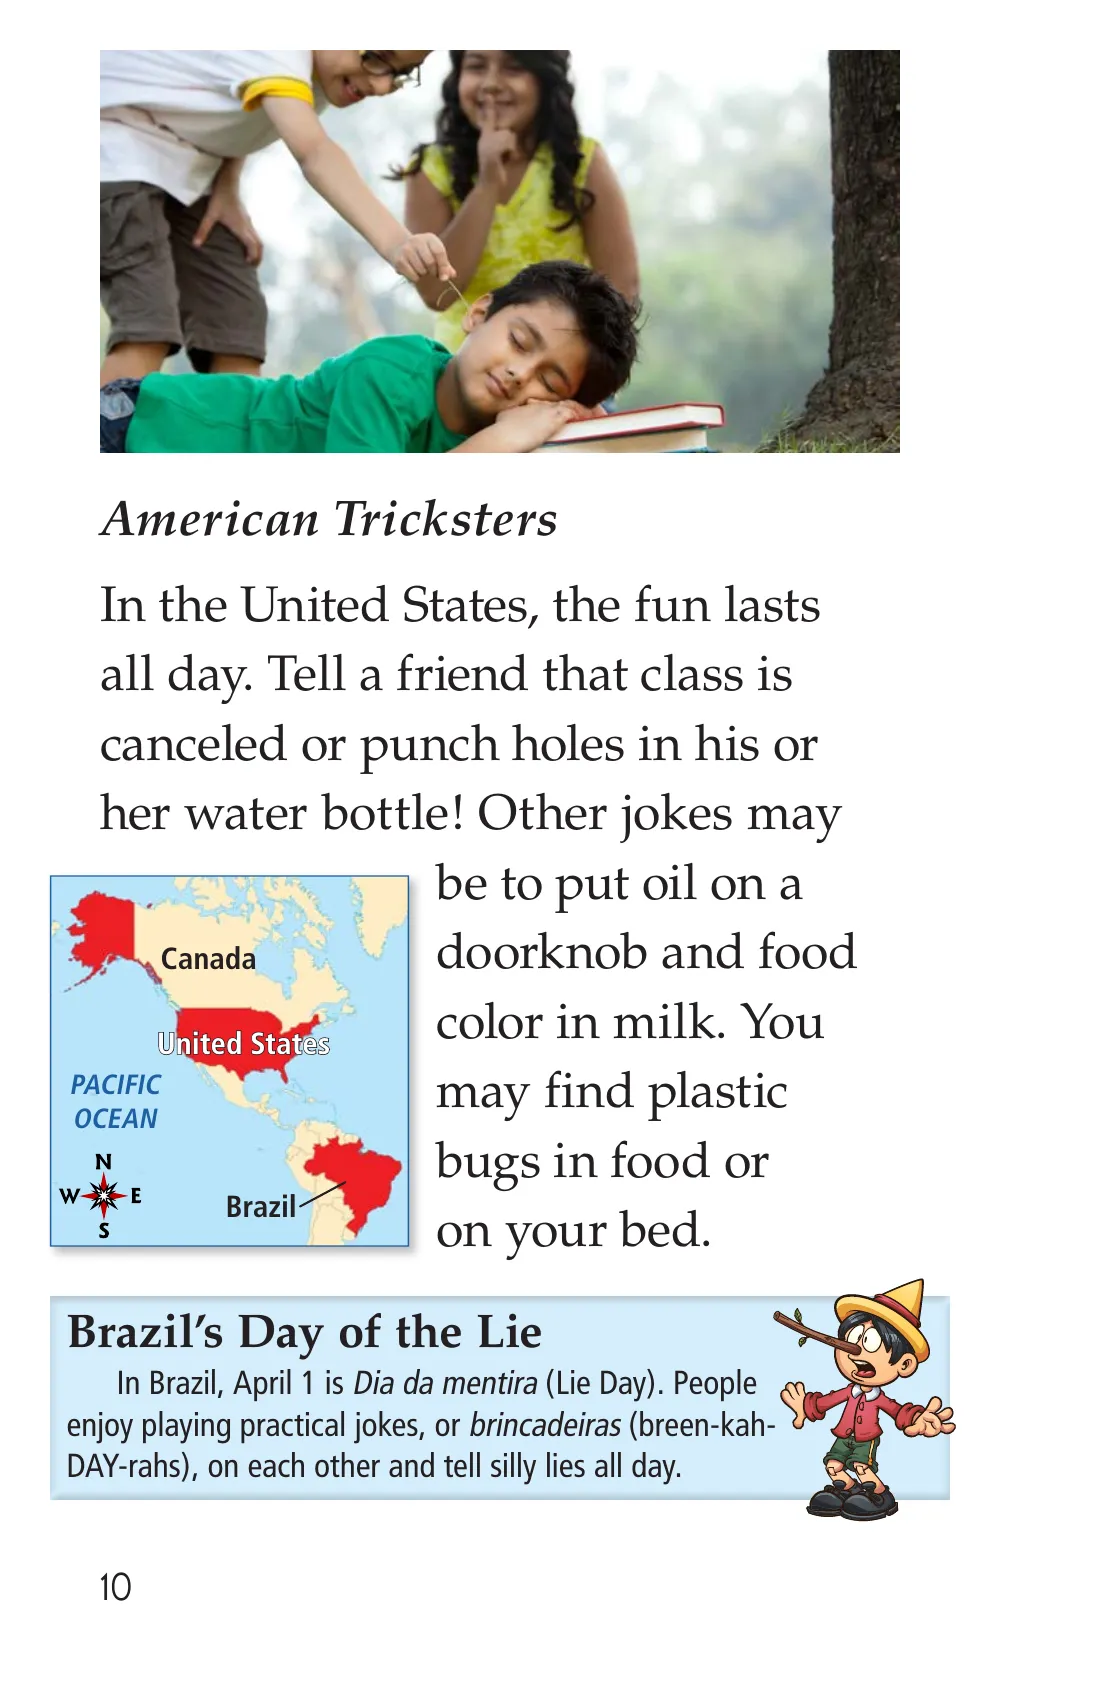 American Tricksters
In the United States, the fun lasts
all day. Tell a friend that class is
canceled or punch holes in his or
her water bottle! Other jokes may
be to put oil on a
doorknob and food
color in milk. You
may find plastic
bugs in food or
on your bed.
Canada
United States
PACIFIC
OCEAN
N
W E
S
Brazil
Brazil’s Day of the Lie
In Brazil, April 1 is Dia da mentira (Lie Day). People
enjoy playing practical jokes, or brincadeiras (breen-kah-
DAY-rahs), on each other and tell silly lies all day.
10